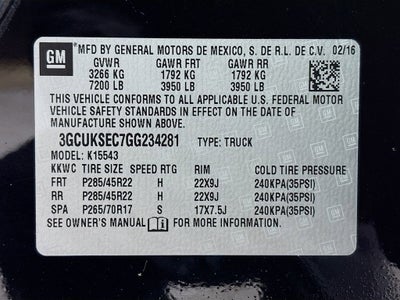 GM
MFD BY GENERAL MOTORS DE MEXICO, S. DE R.L. DE C.V. 02/16
GVWR GAWR FRT GAWR RR
3266 KG 1792 KG 1792 KG
7200 LB 3950 LB 3950 LB
THIS VEHICLE CONFORMS TO ALL APPLICABLE U.S. FEDERAL MOTOR
VEHICLE SAFETY STANDARDS IN EFFECT ON THE DATE OF
MANUFACTURE SHOWN ABOVE.
3GCUKSEC7GG234281 TYPE: TRUCK
MODEL: K15543
KKWC TIRE SIZE SPEED RTG RIM COLD TIRE PRESSURE
FRT P285/45R22 H 22X9J 240KPA(35PSI)
RR P285/45R22 H 22X9J 240KPA(35PSI)
SPA P265/70R17 S 17X7.5J 240KPA(35PSI)
SEE OWNER'S MANUAL FOR MORE INFORMATION.